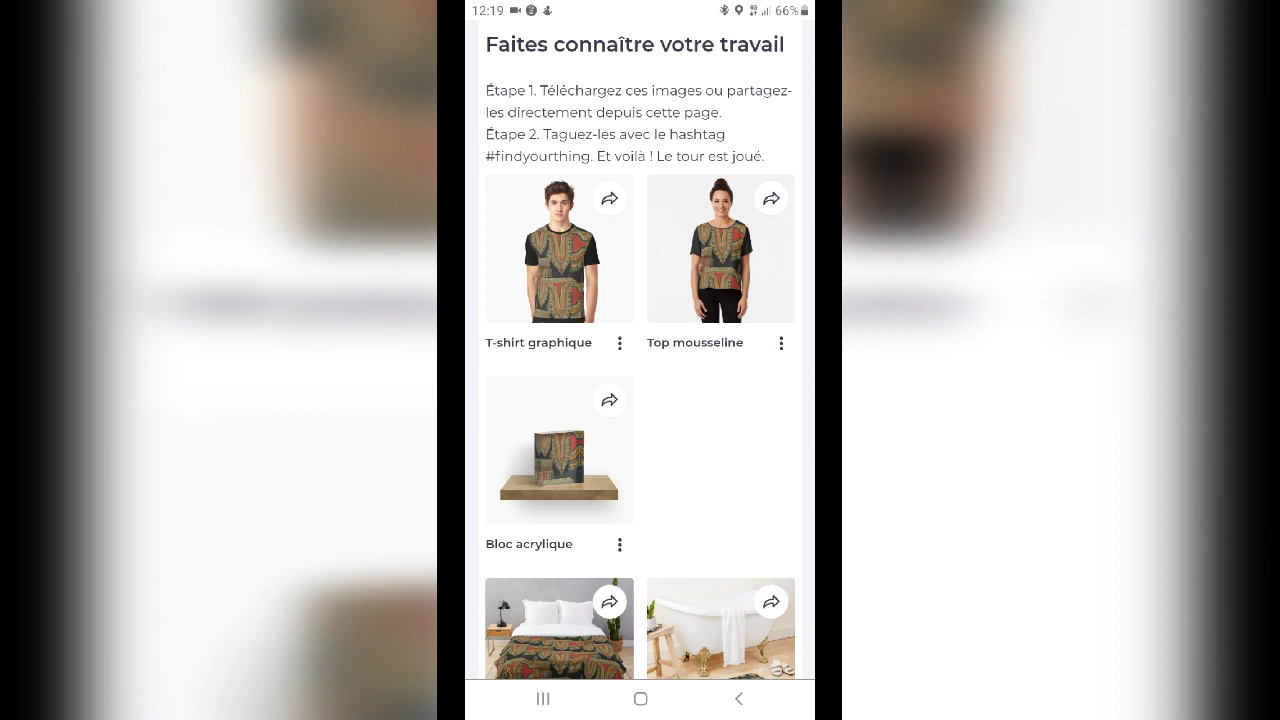 12:19
66%
Faites connaître votre travail
Étape 1. Téléchargez ces images ou partagez-
les directement depuis cette page.
Étape 2. Taguez-les avec le hashtag
#findyourthing. Et voilà ! Le tour est joué.
T-shirt graphique
Top mousseline
Bloc acrylique